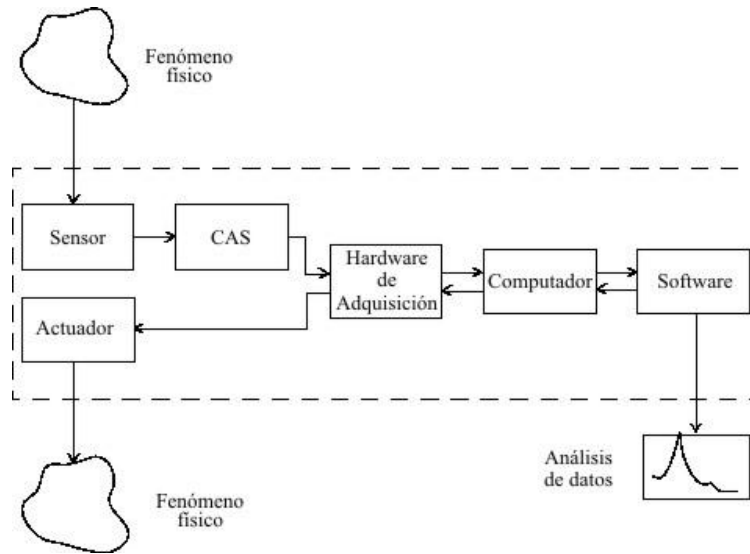 Fenómeno
físico
Sensor
CAS
Hardware
de
Adquisición
Computador
Software
Actuador
Análisis
de datos
Fenómeno
físico